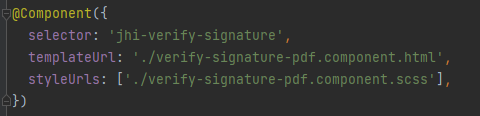 @Component({
  selector: 'jhi-verify-signature',
  templateUrl: './verify-signature-pdf.component.html',
  styleUrls: ['./verify-signature-pdf.component.scss'],
})